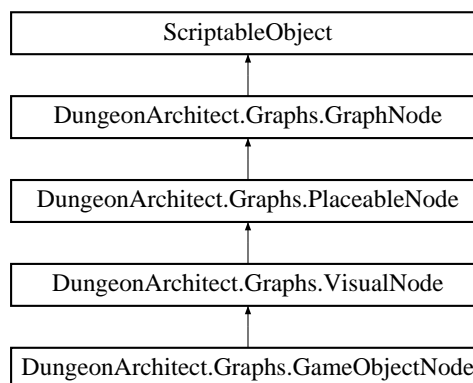 ScriptableObject
DungeonArchitect.Graphs.GraphNode
DungeonArchitect.Graphs.PlaceableNode
DungeonArchitect.Graphs.VisualNode
DungeonArchitect.Graphs.GameObjectNode